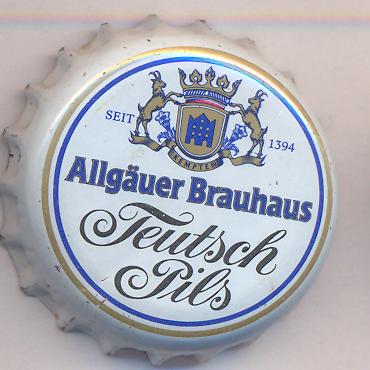 SEIT 1394
KEMPTEN
Allgäuer Brauhaus
Teutsch
Pils